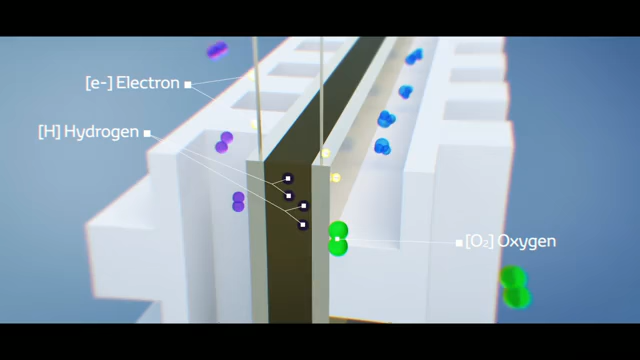 [e-] Electron
[H] Hydrogen
[O₂] Oxygen